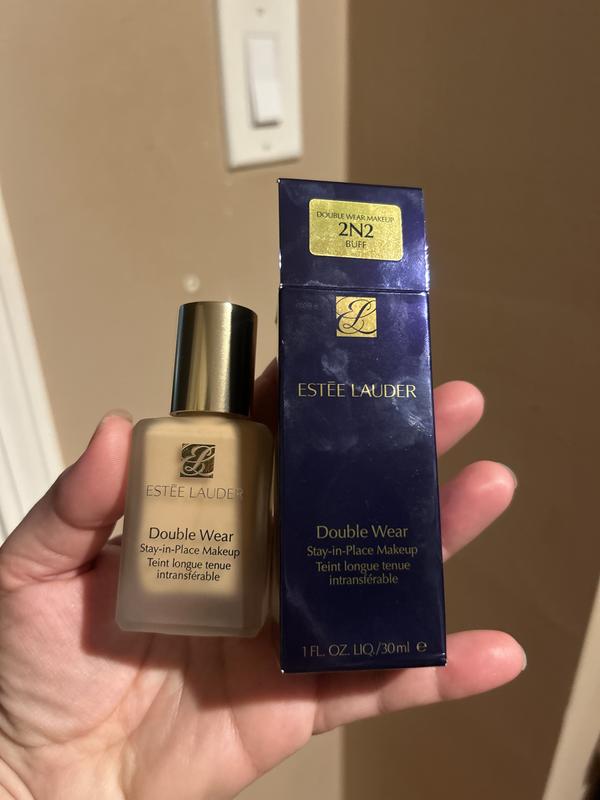 DOUBLE WEAR MAKEUP
2N2
BUFF
ESTĒE LAUDER
Double Wear
Stay-in-Place Makeup
Teint longue tenue
intransférable
1 FL. OZ. LIQ./30 ml ℮
ESTĒE LAUDER
Double Wear
Stay-in-Place Makeup
Teint longue tenue
intransférable